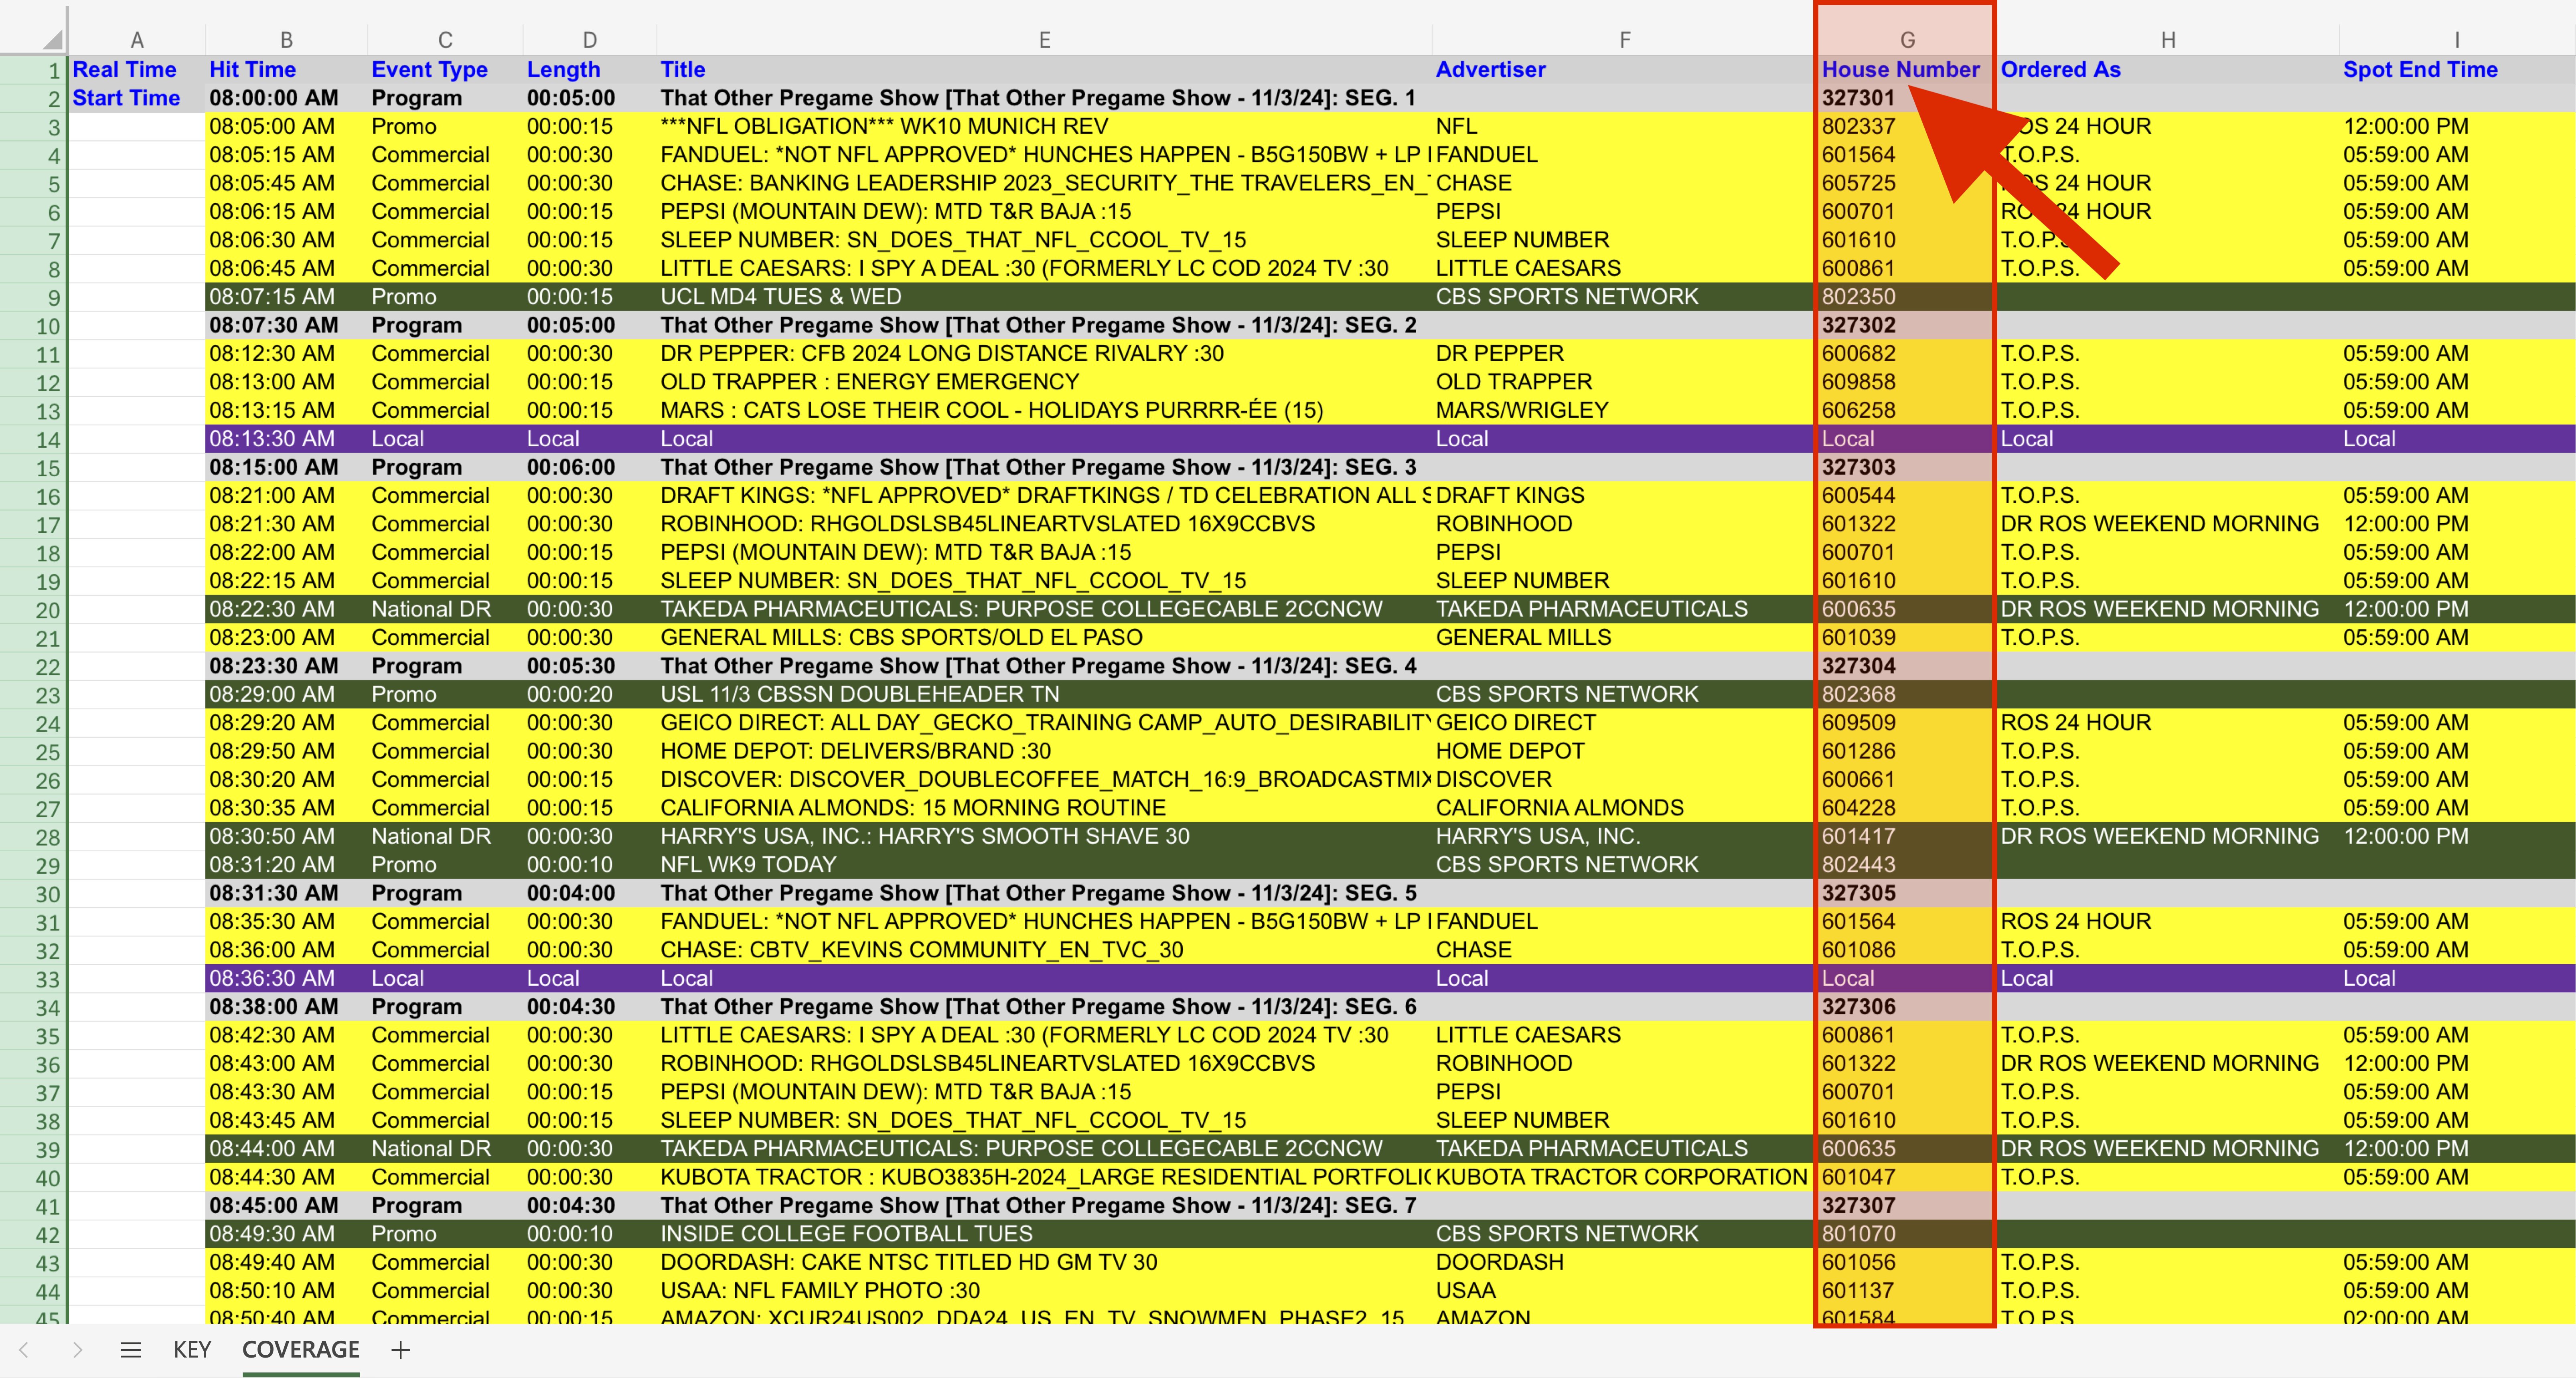 A B C D E F G H I
1 Real Time Hit Time Event Type Length Title Advertiser House Number Ordered As Spot End Time
2 Start Time 08:00:00 AM Program 00:05:00 That Other Pregame Show [That Other Pregame Show - 11/3/24]: SEG. 1 327301
3 08:05:00 AM Promo 00:00:15 ***NFL OBLIGATION*** WK10 MUNICH REV NFL 802337 24 HOUR 12:00:00 PM
4 08:05:15 AM Commercial 00:00:30 FANDUEL: *NOT NFL APPROVED* HUNCHES HAPPEN - B5G150BW + LP FANDUEL 601564 T.O.P.S. 05:59:00 AM
5 08:05:45 AM Commercial 00:00:30 CHASE: BANKING LEADERSHIP 2023_SECURITY_THE TRAVELERS_EN_ CHASE 605725 24 HOUR 05:59:00 AM
6 08:06:15 AM Commercial 00:00:15 PEPSI (MOUNTAIN DEW): MTD T&R BAJA :15 PEPSI 600701 HOUR 05:59:00 AM
7 08:06:30 AM Commercial 00:00:15 SLEEP NUMBER: SN_DOES_THAT_NFL_CCOOL_TV_15 SLEEP NUMBER 601610 T.O.P.S. 05:59:00 AM
8 08:06:45 AM Commercial 00:00:30 LITTLE CAESARS: I SPY A DEAL :30 (FORMERLY LC COD 2024 TV :30 LITTLE CAESARS 600861 T.O.P.S. 05:59:00 AM
9 08:07:15 AM Promo 00:00:15 UCL MD4 TUES & WED CBS SPORTS NETWORK 802350
10 08:07:30 AM Program 00:05:00 That Other Pregame Show [That Other Pregame Show - 11/3/24]: SEG. 2 327302
11 08:12:30 AM Commercial 00:00:30 DR PEPPER: CFB 2024 LONG DISTANCE RIVALRY :30 DR PEPPER 600682 T.O.P.S. 05:59:00 AM
12 08:13:00 AM Commercial 00:00:15 OLD TRAPPER : ENERGY EMERGENCY OLD TRAPPER 609858 T.O.P.S. 05:59:00 AM
13 08:13:15 AM Commercial 00:00:15 MARS : CATS LOSE THEIR COOL - HOLIDAYS PURRRR-ÉE (15) MARS/WRIGLEY 606258 T.O.P.S. 05:59:00 AM
14 08:13:30 AM Local Local Local Local Local Local Local
15 08:15:00 AM Program 00:06:00 That Other Pregame Show [That Other Pregame Show - 11/3/24]: SEG. 3 327303
16 08:21:00 AM Commercial 00:00:30 DRAFT KINGS: *NFL APPROVED* DRAFTKINGS / TD CELEBRATION ALL S DRAFT KINGS 600544 T.O.P.S. 05:59:00 AM
17 08:21:30 AM Commercial 00:00:30 ROBINHOOD: RHGOLDSLSB45LINEARTVSLATED 16X9CCBVS ROBINHOOD 601322 DR ROS WEEKEND MORNING 12:00:00 PM
18 08:22:00 AM Commercial 00:00:15 PEPSI (MOUNTAIN DEW): MTD T&R BAJA :15 PEPSI 600701 T.O.P.S. 05:59:00 AM
19 08:22:15 AM Commercial 00:00:15 SLEEP NUMBER: SN_DOES_THAT_NFL_CCOOL_TV_15 SLEEP NUMBER 601610 T.O.P.S. 05:59:00 AM
20 08:22:30 AM National DR 00:00:30 TAKEDA PHARMACEUTICALS: PURPOSE COLLEGECABLE 2CCNCW TAKEDA PHARMACEUTICALS 600635 DR ROS WEEKEND MORNING 12:00:00 PM
21 08:23:00 AM Commercial 00:00:30 GENERAL MILLS: CBS SPORTS/OLD EL PASO GENERAL MILLS 601039 T.O.P.S. 05:59:00 AM
22 08:23:30 AM Program 00:05:30 That Other Pregame Show [That Other Pregame Show - 11/3/24]: SEG. 4 327304
23 08:29:00 AM Promo 00:00:20 USL 11/3 CBSSN DOUBLEHEADER TN CBS SPORTS NETWORK 802368
24 08:29:20 AM Commercial 00:00:30 GEICO DIRECT: ALL DAY_GECKO_TRAINING CAMP_AUTO_DESIRABILITY GEICO DIRECT 609509 ROS 24 HOUR 05:59:00 AM
25 08:29:50 AM Commercial 00:00:30 HOME DEPOT: DELIVERS/BRAND :30 HOME DEPOT 601286 T.O.P.S. 05:59:00 AM
26 08:30:20 AM Commercial 00:00:15 DISCOVER: DISCOVER_DOUBLECOFFEE_MATCH_16:9_BROADCASTMIX DISCOVER 600661 T.O.P.S. 05:59:00 AM
27 08:30:35 AM Commercial 00:00:15 CALIFORNIA ALMONDS: 15 MORNING ROUTINE CALIFORNIA ALMONDS 604228 T.O.P.S. 05:59:00 AM
28 08:30:50 AM National DR 00:00:30 HARRY'S USA, INC.: HARRY'S SMOOTH SHAVE 30 HARRY'S USA, INC. 601417 DR ROS WEEKEND MORNING 12:00:00 PM
29 08:31:20 AM Promo 00:00:10 NFL WK9 TODAY CBS SPORTS NETWORK 802443
30 08:31:30 AM Program 00:04:00 That Other Pregame Show [That Other Pregame Show - 11/3/24]: SEG. 5 327305
31 08:35:30 AM Commercial 00:00:30 FANDUEL: *NOT NFL APPROVED* HUNCHES HAPPEN - B5G150BW + LP FANDUEL 601564 ROS 24 HOUR 05:59:00 AM
32 08:36:00 AM Commercial 00:00:30 CHASE: CBTV_KEVINS COMMUNITY_EN_TVC_30 CHASE 601086 T.O.P.S. 05:59:00 AM
33 08:36:30 AM Local Local Local Local Local Local Local
34 08:38:00 AM Program 00:04:30 That Other Pregame Show [That Other Pregame Show - 11/3/24]: SEG. 6 327306
35 08:42:30 AM Commercial 00:00:30 LITTLE CAESARS: I SPY A DEAL :30 (FORMERLY LC COD 2024 TV :30 LITTLE CAESARS 600861 T.O.P.S. 05:59:00 AM
36 08:43:00 AM Commercial 00:00:30 ROBINHOOD: RHGOLDSLSB45LINEARTVSLATED 16X9CCBVS ROBINHOOD 601322 DR ROS WEEKEND MORNING 12:00:00 PM
37 08:43:30 AM Commercial 00:00:15 PEPSI (MOUNTAIN DEW): MTD T&R BAJA :15 PEPSI 600701 T.O.P.S. 05:59:00 AM
38 08:43:45 AM Commercial 00:00:15 SLEEP NUMBER: SN_DOES_THAT_NFL_CCOOL_TV_15 SLEEP NUMBER 601610 T.O.P.S. 05:59:00 AM
39 08:44:00 AM National DR 00:00:30 TAKEDA PHARMACEUTICALS: PURPOSE COLLEGECABLE 2CCNCW TAKEDA PHARMACEUTICALS 600635 DR ROS WEEKEND MORNING 12:00:00 PM
40 08:44:30 AM Commercial 00:00:30 KUBOTA TRACTOR : KUBO3835H-2024_LARGE RESIDENTIAL PORTFOLIO KUBOTA TRACTOR CORPORATION 601047 T.O.P.S. 05:59:00 AM
41 08:45:00 AM Program 00:04:30 That Other Pregame Show [That Other Pregame Show - 11/3/24]: SEG. 7 327307
42 08:49:30 AM Promo 00:00:10 INSIDE COLLEGE FOOTBALL TUES CBS SPORTS NETWORK 801070
43 08:49:40 AM Commercial 00:00:30 DOORDASH: CAKE NTSC TITLED HD GM TV 30 DOORDASH 601056 T.O.P.S. 05:59:00 AM
44 08:50:10 AM Commercial 00:00:30 USAA: NFL FAMILY PHOTO :30 USAA 601137 T.O.P.S. 05:59:00 AM
45 08:50:40 AM Commercial 00:00:15 AMAZON: XCUR24US002_DDA24_US_EN_TV_SNOWMEN_PHASE2_15 AMAZON 601584 T.O.P.S. 02:00:00 AM
KEY COVERAGE +